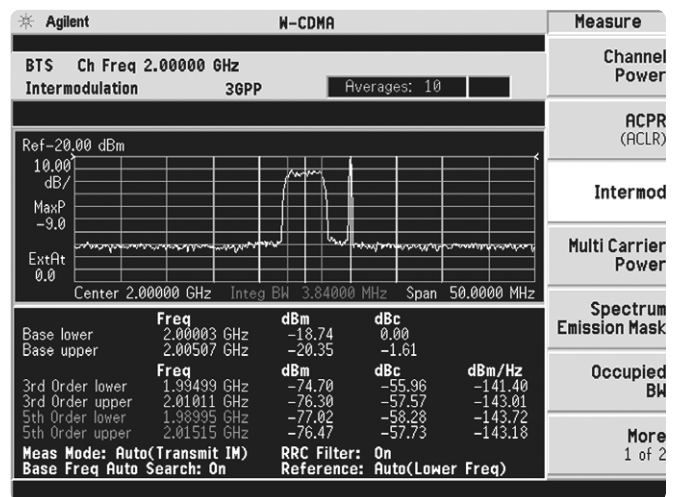 Agilent W-CDMA Measure
BTS Ch Freq 2.00000 GHz
Intermodulation 3GPP Averages: 10
Ref-20.00 dBm
10.00
dB/
MaxP
-9.0
ExtAt
0.0
Center 2.00000 GHz Integ BW 3.84000 MHz Span 50.0000 MHz
Freq dBm dBc
Base lower 2.00003 GHz -18.74 0.00
Base upper 2.00507 GHz -20.35 -1.61
Freq dBm dBc dBm/Hz
3rd Order lower 1.99499 GHz -74.70 -55.96 -141.40
3rd Order upper 2.01011 GHz -76.30 -57.57 -143.01
5th Order lower 1.98995 GHz -77.02 -58.28 -143.72
5th Order upper 2.01515 GHz -76.47 -57.73 -143.18
Meas Mode: Auto(Transmit IM) RRC Filter: On
Base Freq Auto Search: On Reference: Auto(Lower Freq)
Channel
Power
ACPR
(ACLR)
Intermod
Multi Carrier
Power
Spectrum
Emission Mask
Occupied
BW
More
1 of 2